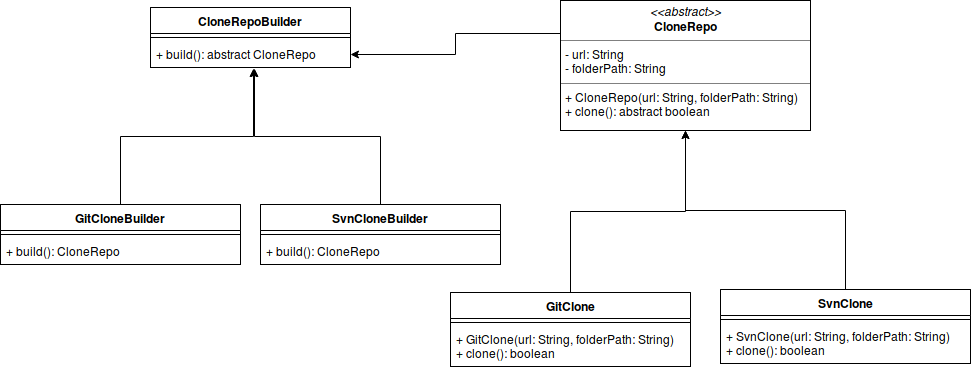 CloneRepoBuilder
+ build(): abstract CloneRepo
<<abstract>>
CloneRepo
- url: String
- folderPath: String
+ CloneRepo(url: String, folderPath: String)
+ clone(): abstract boolean
GitCloneBuilder
+ build(): CloneRepo
SvnCloneBuilder
+ build(): CloneRepo
GitClone
+ GitClone(url: String, folderPath: String)
+ clone(): boolean
SvnClone
+ SvnClone(url: String, folderPath: String)
+ clone(): boolean